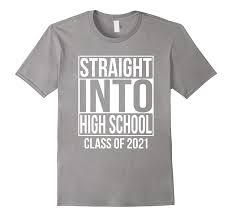 STRAIGHT
INTO
HIGH SCHOOL
CLASS OF 2021